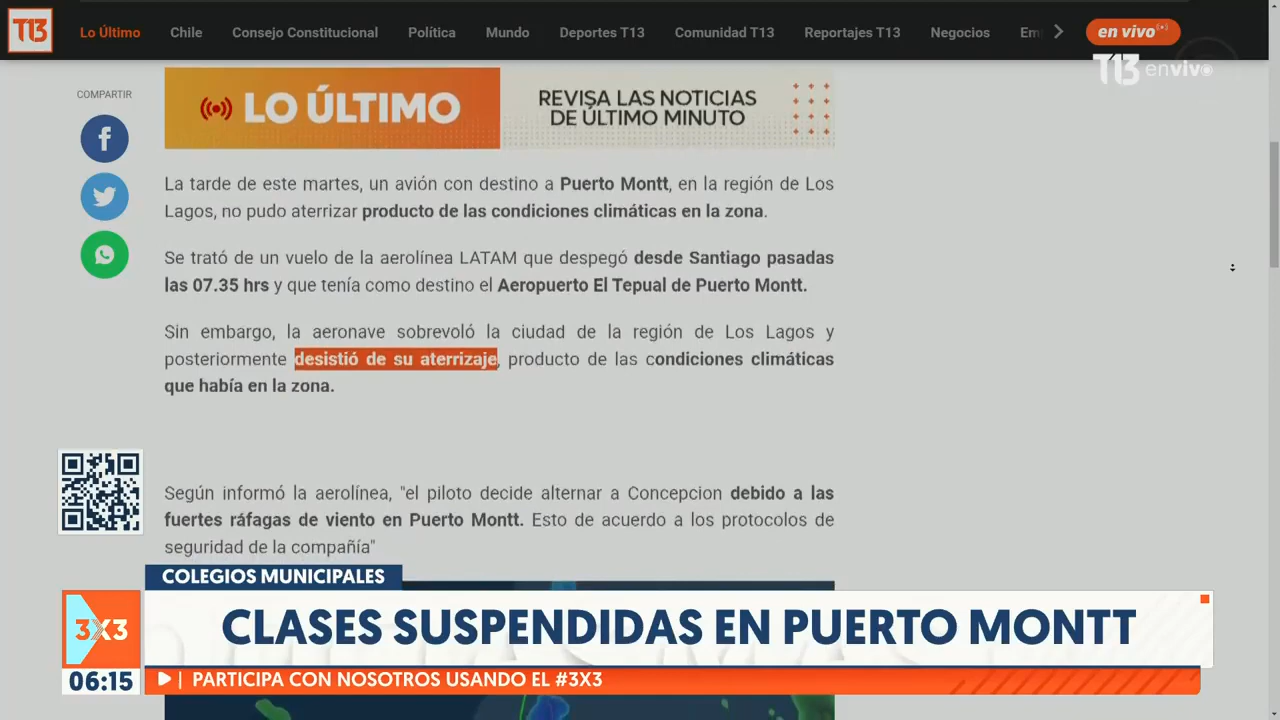 T13
Lo Último
Chile
Consejo Constitucional
Política
Mundo
Deportes T13
Comunidad T13
Reportajes T13
Negocios
en vivo
T13 envivo
COMPARTIR
LO ÚLTIMO
REVISA LAS NOTICIAS
DE ÚLTIMO MINUTO
La tarde de este martes, un avión con destino a Puerto Montt, en la región de Los
Lagos, no pudo aterrizar producto de las condiciones climáticas en la zona.
Se trató de un vuelo de la aerolínea LATAM que despegó desde Santiago pasadas
las 07.35 hrs y que tenía como destino el Aeropuerto El Tepual de Puerto Montt.
Sin embargo, la aeronave sobrevoló la ciudad de la región de Los Lagos y
posteriormente desistió de su aterrizaje, producto de las condiciones climáticas
que había en la zona.
Según informó la aerolínea, "el piloto decide alternar a Concepcion debido a las
fuertes ráfagas de viento en Puerto Montt. Esto de acuerdo a los protocolos de
seguridad de la compañía"
COLEGIOS MUNICIPALES
3X3
CLASES SUSPENDIDAS EN PUERTO MONTT
06:15
| PARTICIPA CON NOSOTROS USANDO EL #3X3